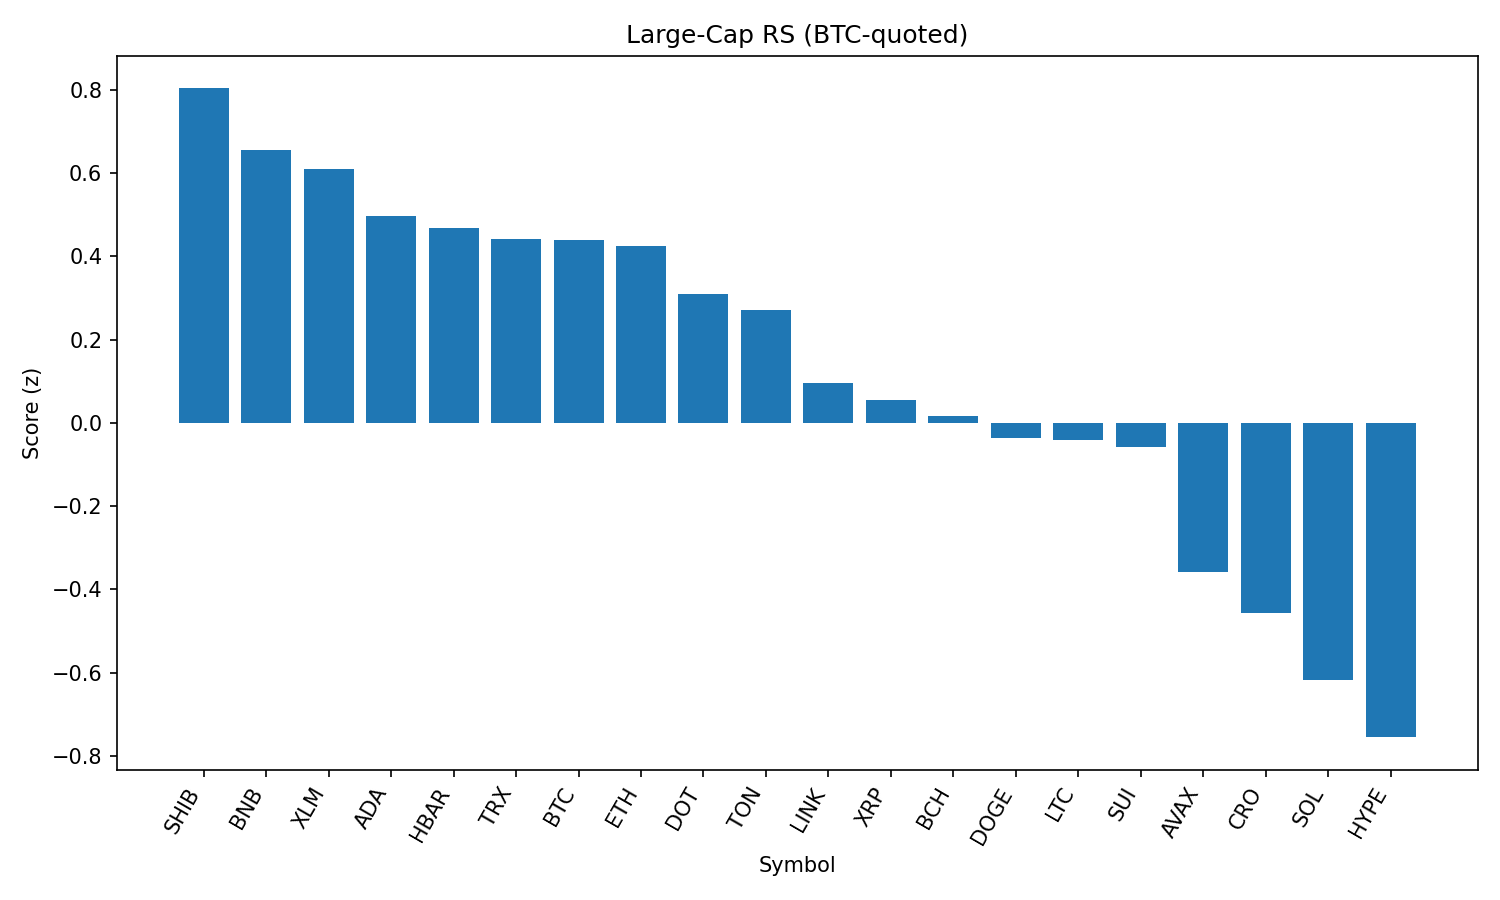 Large-Cap RS (BTC-quoted)
Score (z)
0.8
0.6
0.4
0.2
0.0
−0.2
−0.4
−0.6
−0.8
SHIB
BNB
XLM
ADA
HBAR
TRX
BTC
ETH
DOT
TON
LINK
XRP
BCH
DOGE
LTC
SUI
AVAX
CRO
SOL
HYPE
Symbol